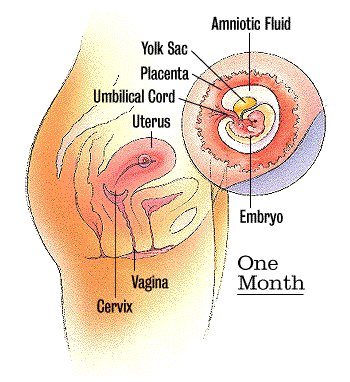 Amniotic Fluid
Yolk Sac
Placenta
Umbilical Cord
Uterus
Embryo
One
Month
Vagina
Cervix